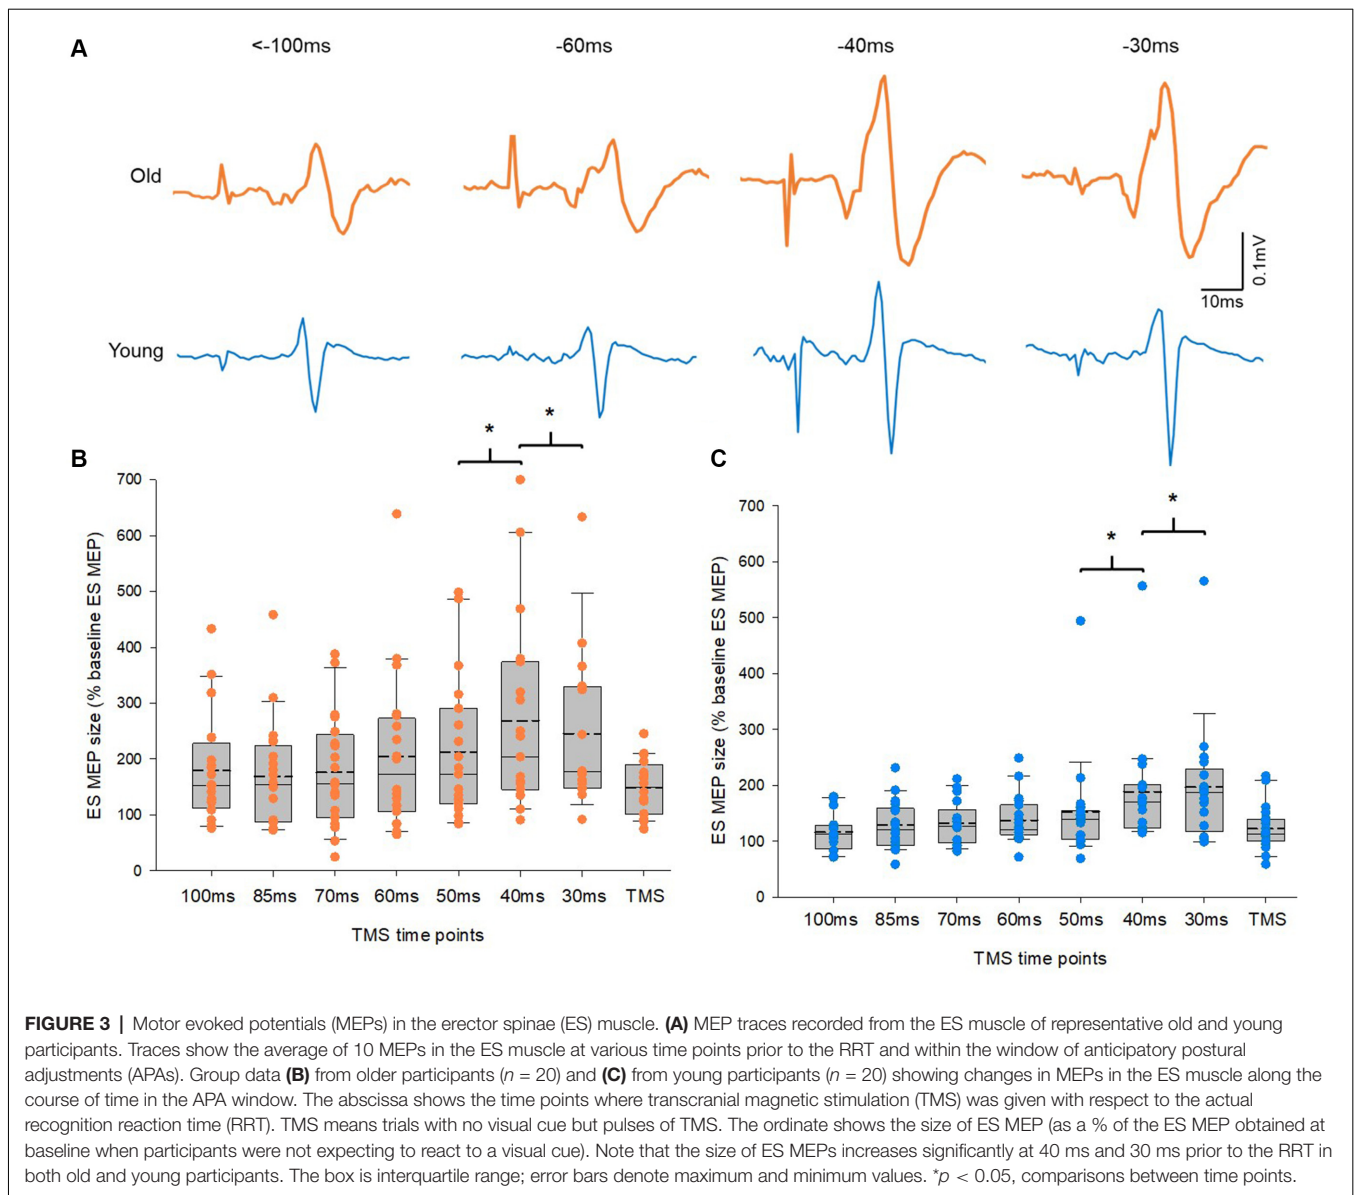 A
<-100ms
-60ms
-40ms
-30ms
Old
0.1mV
10ms
Young
B
*
*
ES MEP size (% baseline ES MEP)
700
600
500
400
300
200
100
0
100ms 85ms 70ms 60ms 50ms 40ms 30ms TMS
TMS time points
C
*
*
ES MEP size (% baseline ES MEP)
700
600
500
400
300
200
100
0
100ms 85ms 70ms 60ms 50ms 40ms 30ms TMS
TMS time points
FIGURE 3 | Motor evoked potentials (MEPs) in the erector spinae (ES) muscle. (A) MEP traces recorded from the ES muscle of representative old and young
participants. Traces show the average of 10 MEPs in the ES muscle at various time points prior to the RRT and within the window of anticipatory postural
adjustments (APAs). Group data (B) from older participants (n = 20) and (C) from young participants (n = 20) showing changes in MEPs in the ES muscle along the
course of time in the APA window. The abscissa shows the time points where transcranial magnetic stimulation (TMS) was given with respect to the actual
recognition reaction time (RRT). TMS means trials with no visual cue but pulses of TMS. The ordinate shows the size of ES MEP (as a % of the ES MEP obtained at
baseline when participants were not expecting to react to a visual cue). Note that the size of ES MEPs increases significantly at 40 ms and 30 ms prior to the RRT in
both old and young participants. The box is interquartile range; error bars denote maximum and minimum values. *p < 0.05, comparisons between time points.